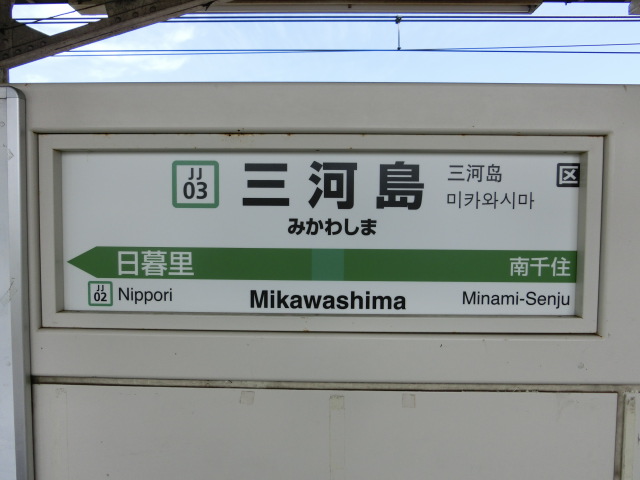 JJ 03 三河島 三河岛 区
みかわしま 미카와시마
日暮里 南千住
JJ 02 Nippori Mikawashima Minami-Senju